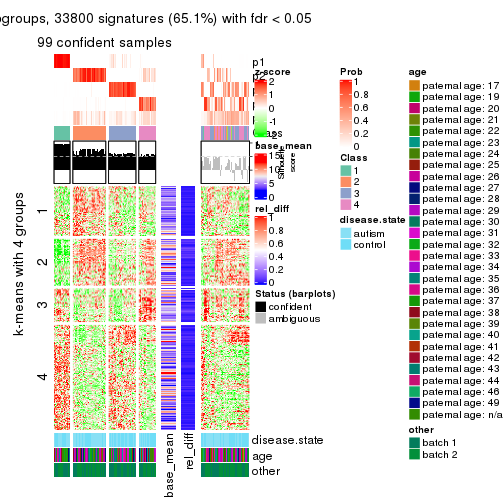 ogroups, 33800 signatures (65.1%) with fdr < 0.05
99 confident samples
p1
z-score
2
1
0
-1
-2
Silhouette
score
base_mean
15
10
5
0
rel_diff
1
0.8
0.6
0.4
0.2
0
Status (barplots)
confident
ambiguous
Prob
1
0.8
0.6
0.4
0.2
0
Class
1
2
3
4
disease.state
autism
control
age
paternal age: 17
paternal age: 19
paternal age: 20
paternal age: 21
paternal age: 22
paternal age: 23
paternal age: 24
paternal age: 25
paternal age: 26
paternal age: 27
paternal age: 28
paternal age: 29
paternal age: 30
paternal age: 31
paternal age: 32
paternal age: 33
paternal age: 34
paternal age: 35
paternal age: 36
paternal age: 37
paternal age: 38
paternal age: 39
paternal age: 40
paternal age: 41
paternal age: 42
paternal age: 43
paternal age: 44
paternal age: 46
paternal age: 49
paternal age: n/a
other
batch 1
batch 2
k-means with 4 groups
1
2
3
4
disease.state
age
other
base_mean
rel_diff